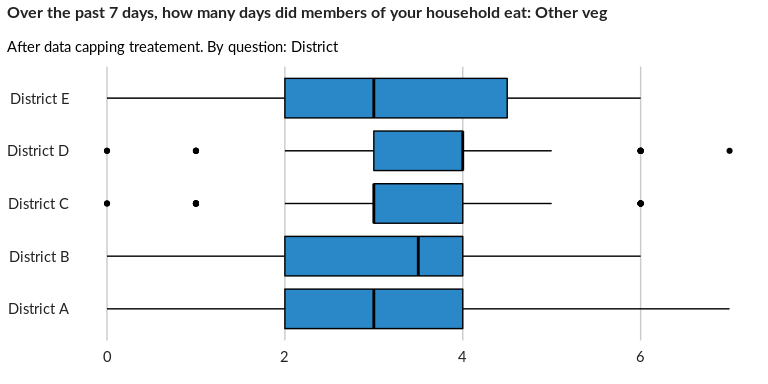 Over the past 7 days, how many days did members of your household eat: Other veg
After data capping treatement. By question: District
District E
District D
District C
District B
District A
0 2 4 6